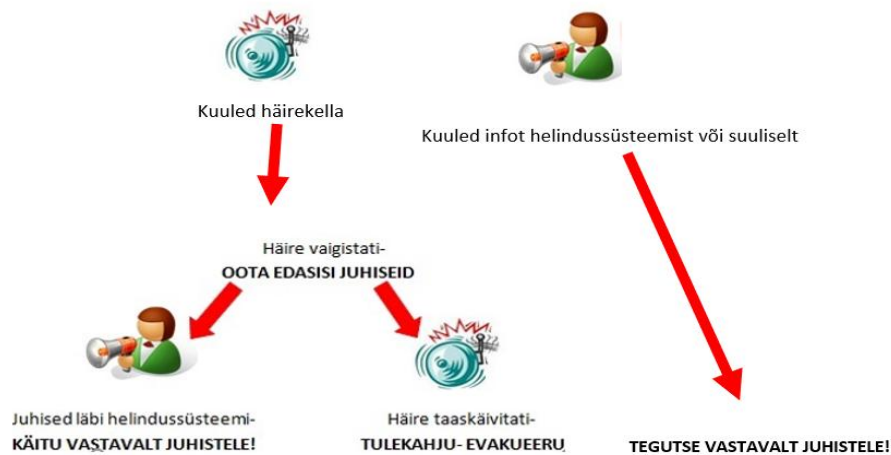 Kuuled häirekella
Kuuled infot helindussüsteemist või suuliselt
Häire vaigistati-
OOTA EDASISI JUHISEID
Juhised läbi helindussüsteemi-
KÄITU VASTAVALT JUHISTELE!
Häire taaskäivitati-
TULEKAHJU- EVAKUEERU
TEGUTSE VASTAVALT JUHISTELE!